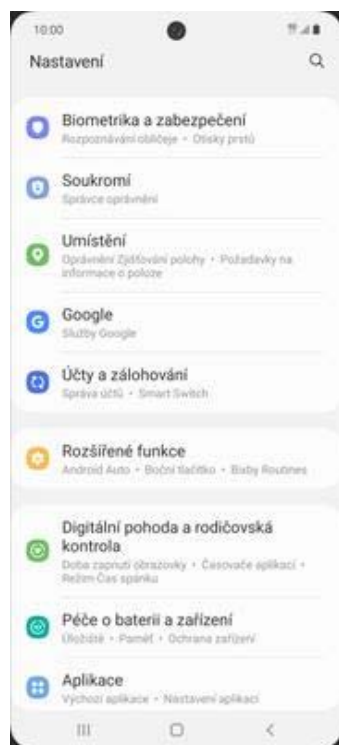 10:00
Nastavení
Biometrika a zabezpečení
Rozpoznávání obličeje • Otisky prstů
Soukromí
Správce oprávnění
Umístění
Oprávnění Zjišťování polohy • Požadavky na
informace o poloze
Google
Služby Google
Účty a zálohování
Správa účtů • Smart Switch
Rozšířené funkce
Android Auto • Boční tlačítko • Bixby Routines
Digitální pohoda a rodičovská
kontrola
Doba zapnutí obrazovky • Časovače aplikací •
Režim Čas spánku
Péče o baterii a zařízení
Úložiště • Paměť • Ochrana zařízení
Aplikace
Výchozí aplikace • Nastavení aplikací